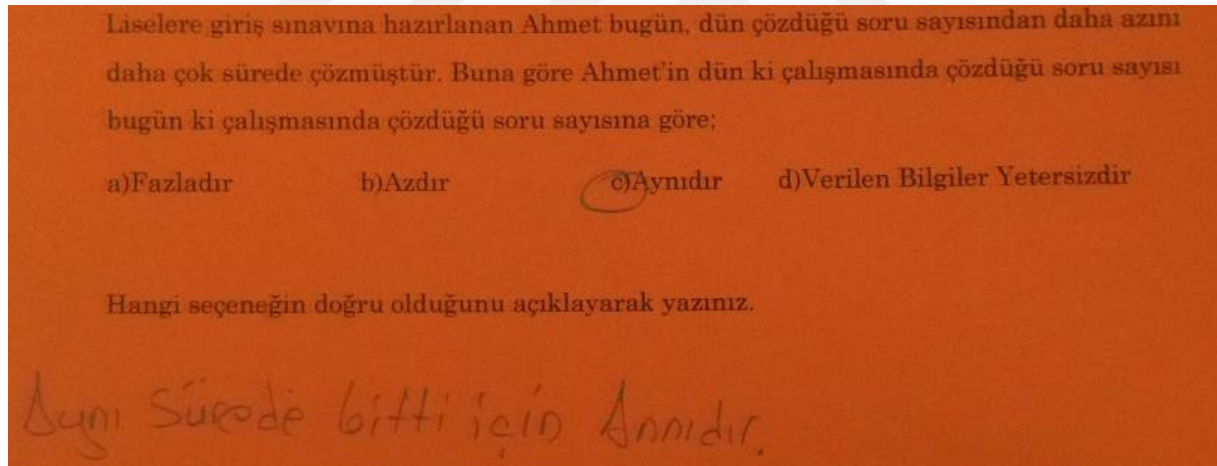 Liselere giriş sınavına hazırlanan Ahmet bugün, dün çözdüğü soru sayısından daha azını
daha çok sürede çözmüştür. Buna göre Ahmet'in dün ki çalışmasında çözdüğü soru sayısı
bugün ki çalışmasında çözdüğü soru sayısına göre;
a)Fazladır b)Azdır c)Aynıdır d)Verilen Bilgiler Yetersizdir
Hangi seçeneğin doğru olduğunu açıklayarak yazınız.
Aynı Sürede bitti için Annıdır.